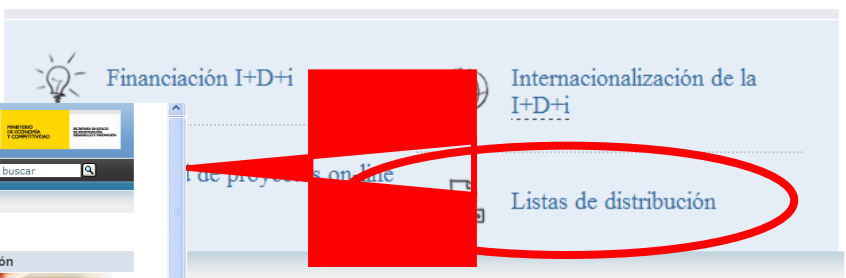 Financiación I+D+i
Internacionalización de la
I+D+i
MINISTERIO
DE ECONOMÍA
Y COMPETITIVIDAD
buscar
de proyectos on-line
Listas de distribución
ón